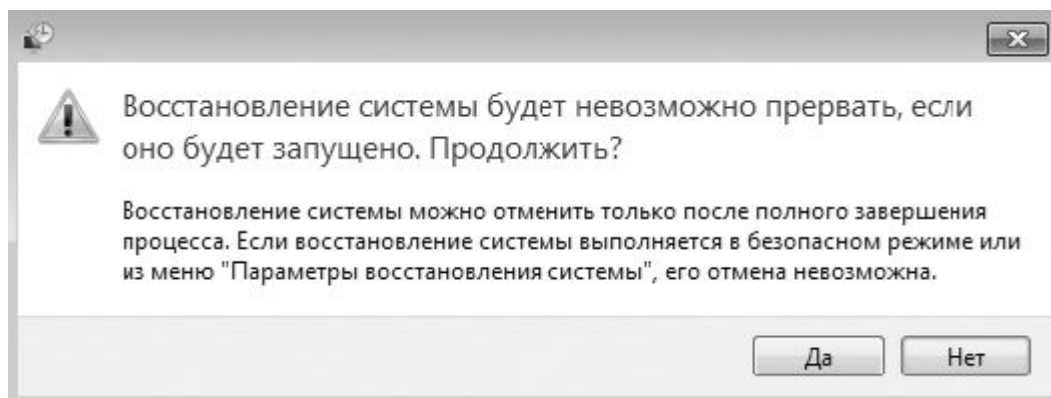 Восстановление системы будет невозможно прервать, если
оно будет запущено. Продолжить?
Восстановление системы можно отменить только после полного завершения
процесса. Если восстановление системы выполняется в безопасном режиме или
из меню "Параметры восстановления системы", его отмена невозможна.
Да
Нет